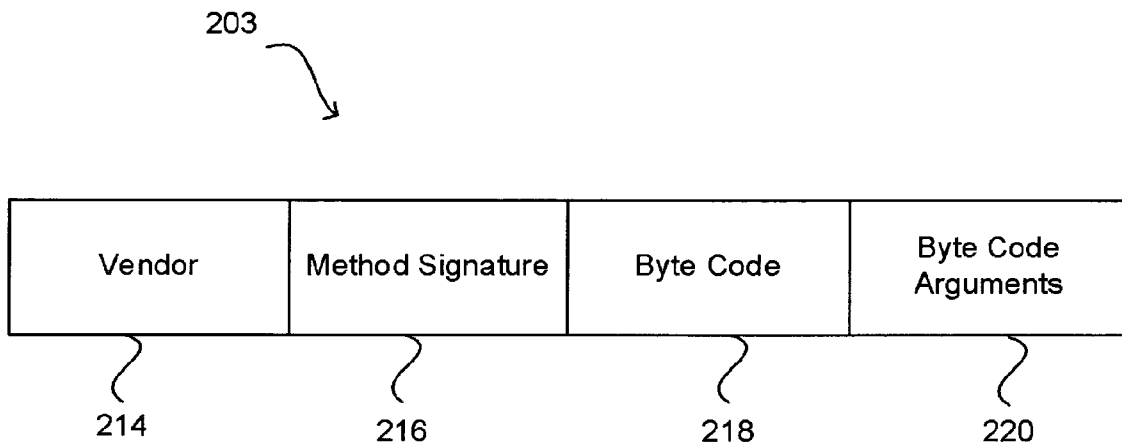 203
Vendor
Method Signature
Byte Code
Byte Code
Arguments
214
216
218
220